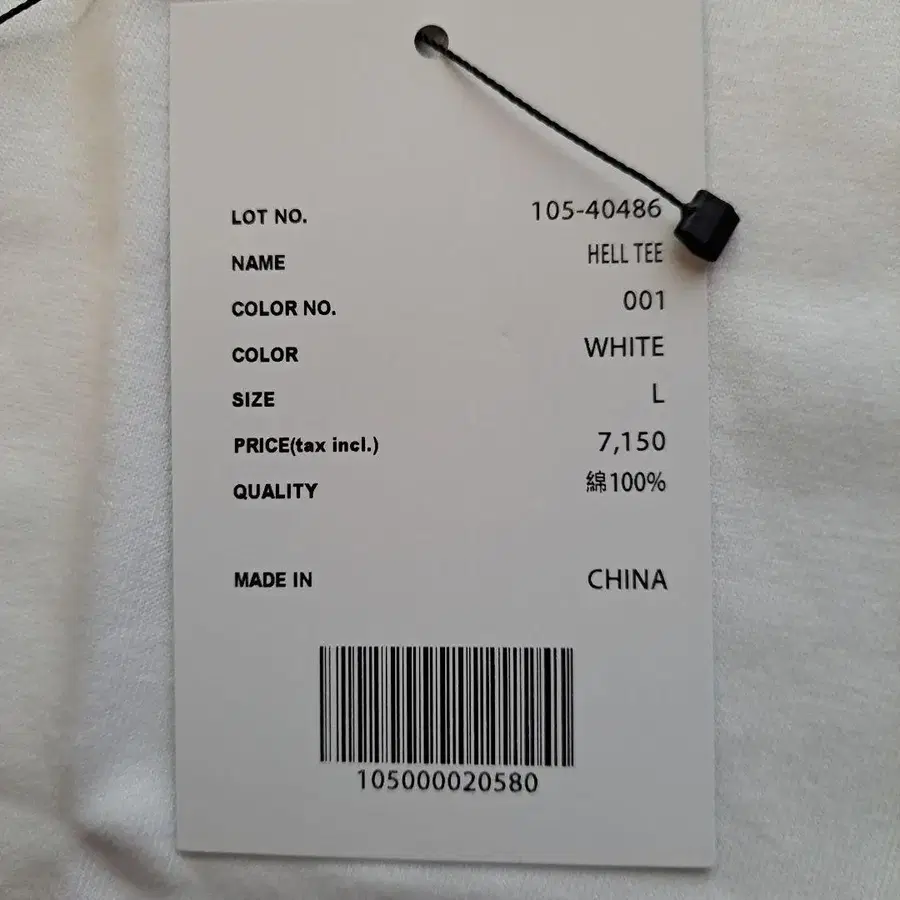 LOT NO. 105-40486
NAME HELL TEE
COLOR NO. 001
COLOR WHITE
SIZE L
PRICE(tax incl.) 7,150
QUALITY 綿100%
MADE IN CHINA
105000020580